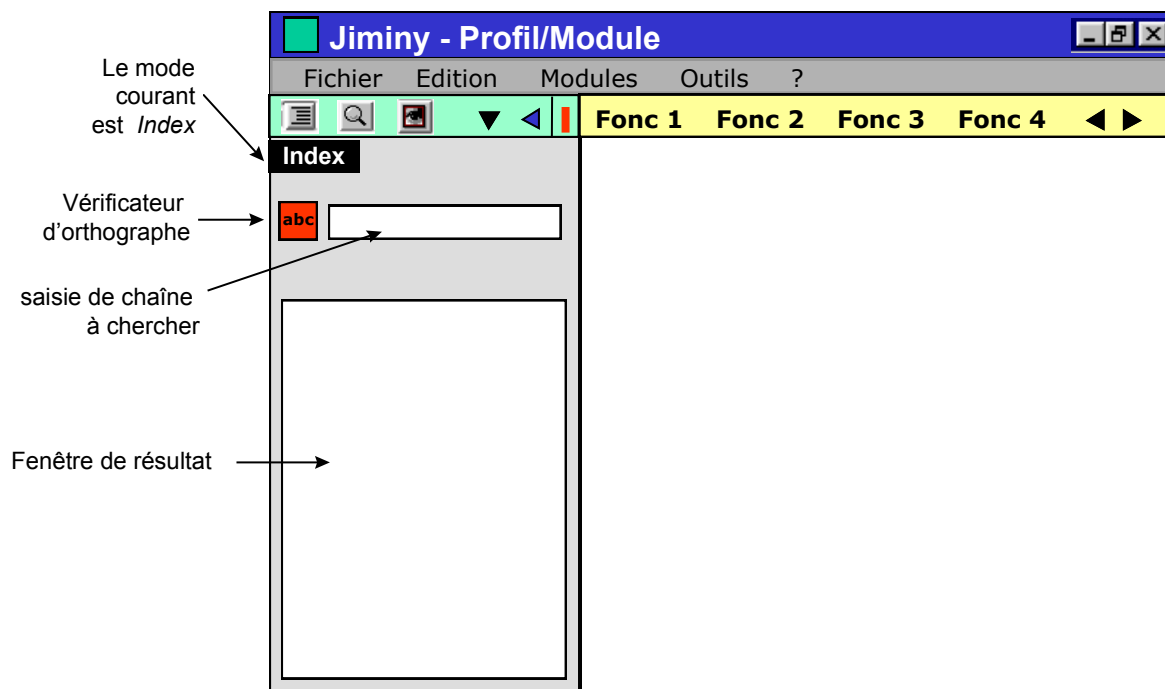 Jiminy - Profil/Module
Fichier Edition Modules Outils ?
Fonc 1 Fonc 2 Fonc 3 Fonc 4
Le mode
courant
est Index
Index
Vérificateur
d’orthographe
abc
saisie de chaîne
à chercher
Fenêtre de résultat